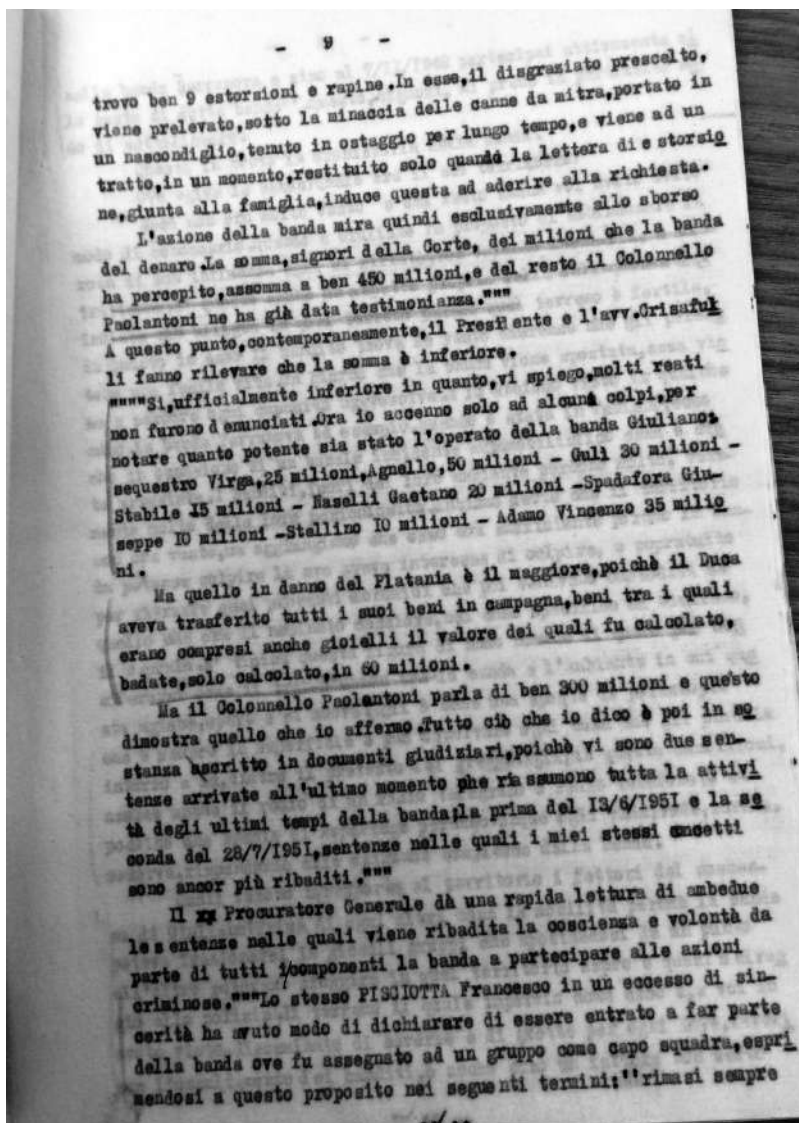 - 9 -
trovo ben 9 estorsioni e rapine.In esse,il disgraziato prescelto,
viene prelevato,sotto la minaccia delle canne da mitra,portato in
un nascondiglio,tenuto in ostaggio per lungo tempo,e viene ad un
tratto,in un momento,restituito solo quando la lettera di e storsio
ne,giunta alla famiglia,induce questa ad aderire alla richiesta.
L'azione della banda mira quindi esclusivamente allo sborso
del denaro.La somma,signori della Corte, dei milioni che la banda
ha percepito,assomma a ben 450 milioni,e del resto il Colonnello
Paolantoni ne ha già data testimonianza."""
A questo punto,contemporaneamente,il Presidente e l'avv.Crisaful
li fanno rilevare che la somma è inferiore.
""""Si,ufficialmente inferiore in quanto,vi spiego,molti reati
non furono d enunciati.Ora io accenno solo ad alcuni colpi,per
notare quanto potente sia stato l'operato della banda Giuliano:
sequestro Virga,25 milioni,Agnello,50 milioni - Gulì 30 milioni -
Stabile 15 milioni - Naselli Gaetano 20 milioni -Spadafora Giu-
seppe IO milioni -Stellino IO milioni - Adamo Vincenzo 35 milio
ni.
Ma quello in danno del Platania è il maggiore,poichè il Duca
aveva trasferito tutti i suoi beni in campagna,beni tra i quali
erano compresi anche gioielli il valore dei quali fu calcolato,
badate,solo calcolato,in 60 milioni.
Ma il Colonnello Paolantoni parla di ben 300 milioni e questo
dimostra quello che io affermo.Tutto ciò che io dico è poi in so
stanza ascritto in documenti giudiziari,poichè vi sono due sen-
tenze arrivate all'ultimo momento che riassumono tutta la attivi
tà degli ultimi tempi della banda;la prima del I3/6/I95I e la se
conda del 28/7/I95I,sentenze nelle quali i miei stessi concetti
sono ancor più ribaditi."""
Il xx Procuratore Generale dà una rapida lettura di ambedue
le s entenze nelle quali viene ribadita la coscienza e volontà da
parte di tutti i componenti la banda a partecipare alle azioni
criminose."""Lo stesso PISCIOTTA Francesco in un eccesso di sin-
cerità ha avuto modo di dichiarare di essere entrato a far parte
della banda ove fu assegnato ad un gruppo come capo squadra,espri
mendosi a questo proposito nei seguenti termini:"rimasi sempre